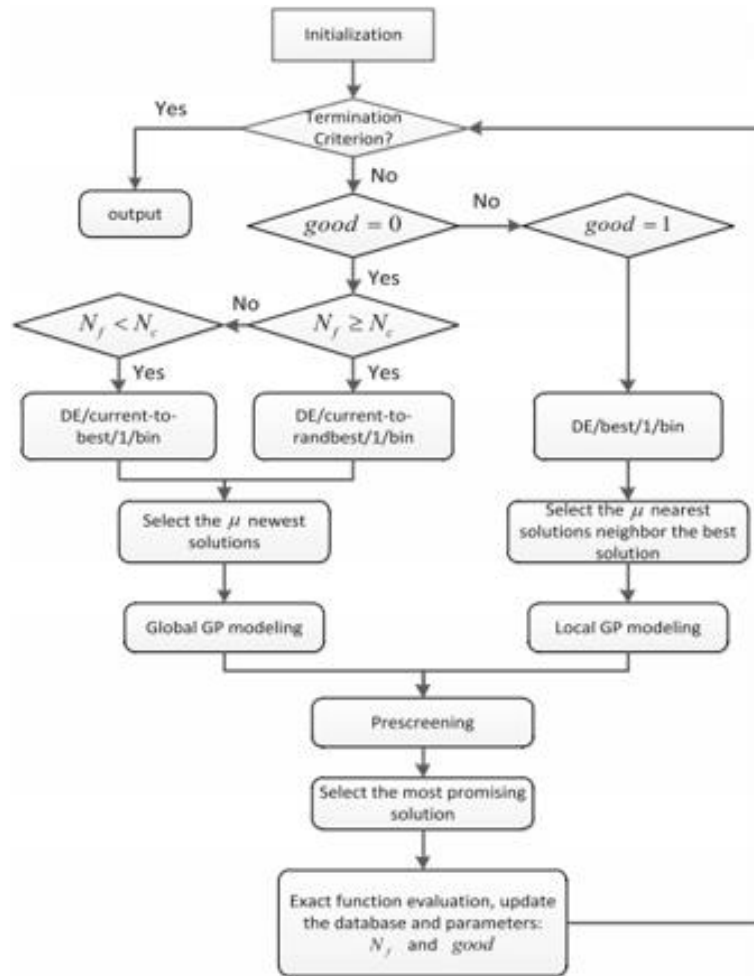 Initialization
Yes
Termination
Criterion?
No
output
good = 0
No
good = 1
Yes
N_f < N_c
No
N_f ≥ N_c
Yes
Yes
DE/current-to-
best/1/bin
DE/current-to-
randbest/1/bin
DE/best/1/bin
Select the μ newest
solutions
Select the μ nearest
solutions neighbor the best
solution
Global GP modeling
Local GP modeling
Prescreening
Select the most promising
solution
Exact function evaluation, update
the database and parameters:
N_f and good